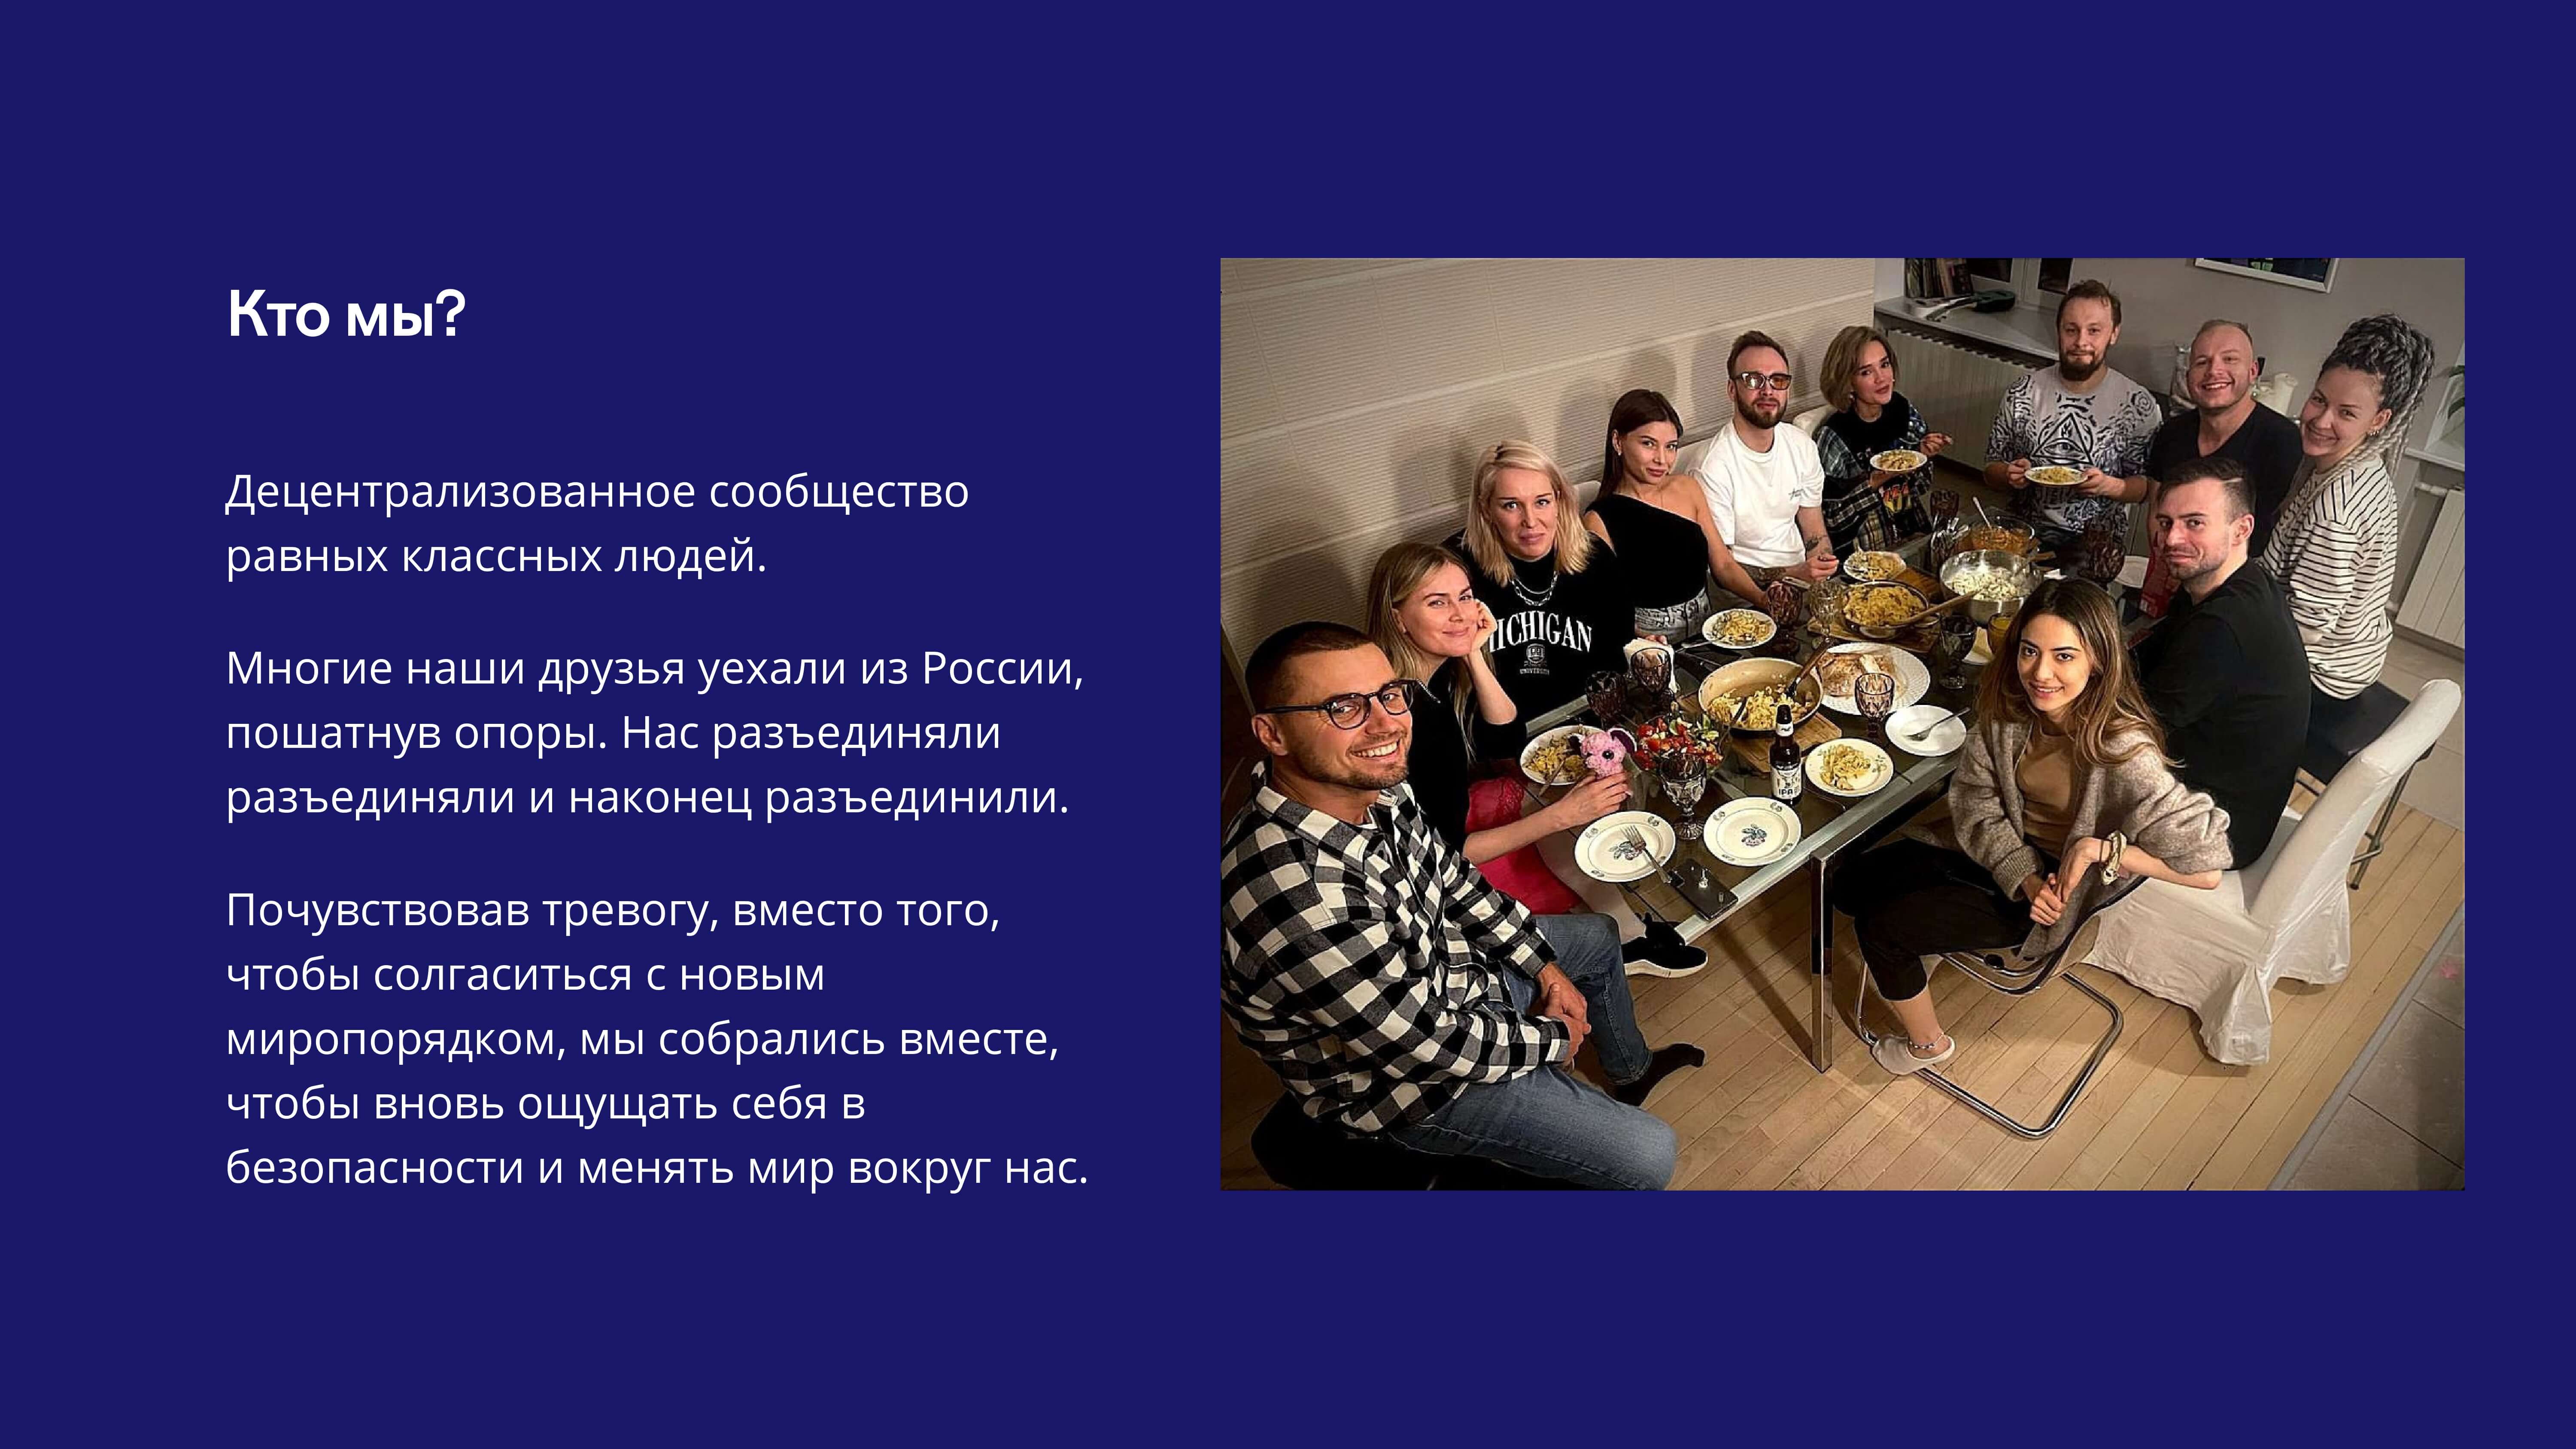 Кто мы?
Децентрализованное сообщество
равных классных людей.
Многие наши друзья уехали из России,
пошатнув опоры. Нас разъединяли
разъединяли и наконец разъединили.
Почувствовав тревогу, вместо того,
чтобы солгаситься с новым
миропорядком, мы собрались вместе,
чтобы вновь ощущать себя в
безопасности и менять мир вокруг нас.
ICHIGAN
UNIVERSITY
IPA